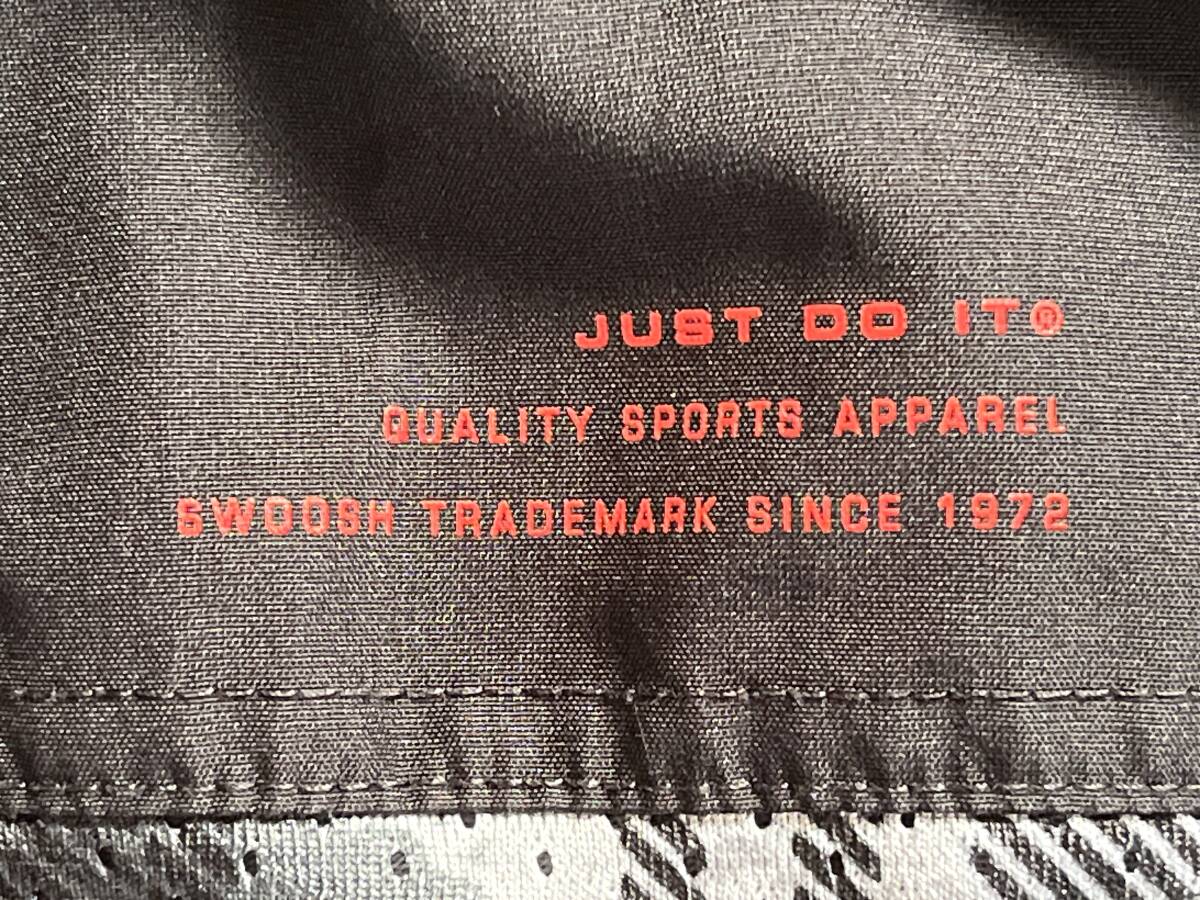 JUST DO IT®
QUALITY SPORTS APPAREL
SWOOSH TRADEMARK SINCE 1972